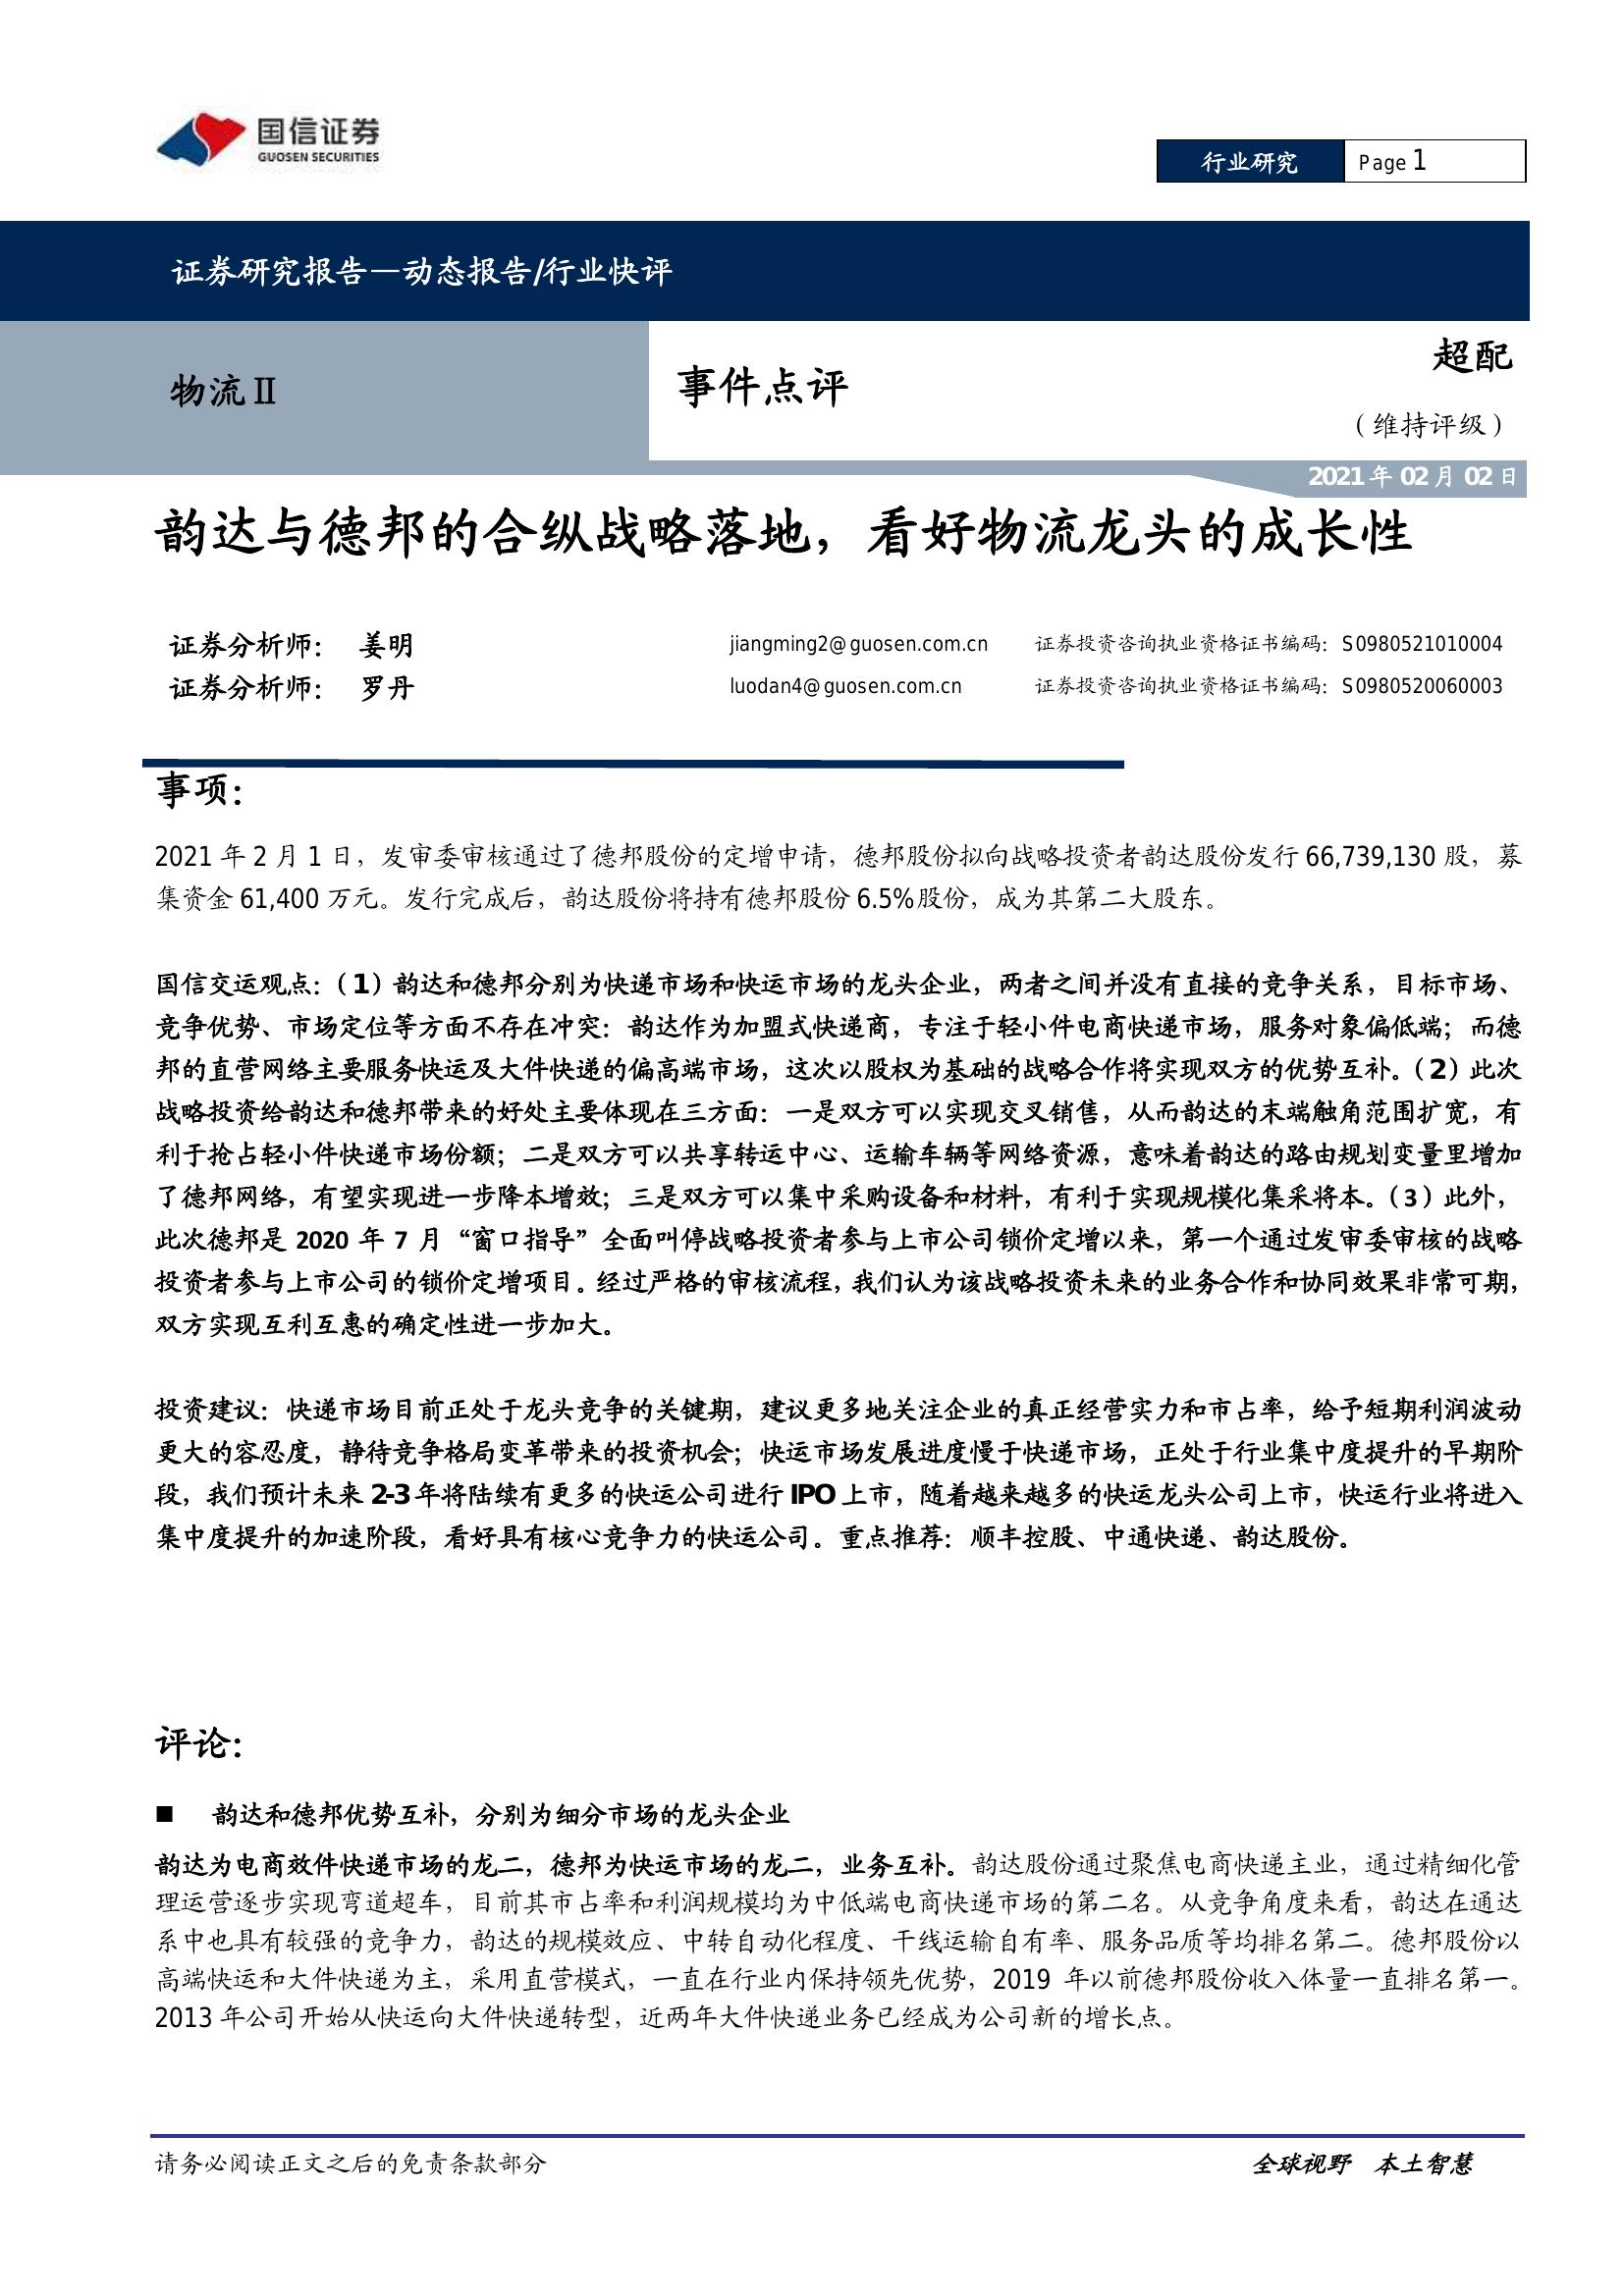 国信证券
GUOSEN SECURITIES
行业研究
Page 1
证券研究报告—动态报告/行业快评
物流Ⅱ
事件点评
超配
（维持评级）
2021 年 02 月 02 日
韵达与德邦的合纵战略落地，看好物流龙头的成长性
证券分析师： 姜明 jiangming2@guosen.com.cn 证券投资咨询执业资格证书编码：S0980521010004
证券分析师： 罗丹 luodan4@guosen.com.cn 证券投资咨询执业资格证书编码：S0980520060003
事项：
2021 年 2 月 1 日，发审委审核通过了德邦股份的定增申请，德邦股份拟向战略投资者韵达股份发行 66,739,130 股，募
集资金 61,400 万元。发行完成后，韵达股份将持有德邦股份 6.5%股份，成为其第二大股东。
国信交运观点：（1）韵达和德邦分别为快递市场和快运市场的龙头企业，两者之间并没有直接的竞争关系，目标市场、
竞争优势、市场定位等方面不存在冲突：韵达作为加盟式快递商，专注于轻小件电商快递市场，服务对象偏低端；而德
邦的直营网络主要服务快运及大件快递的偏高端市场，这次以股权为基础的战略合作将实现双方的优势互补。（2）此次
战略投资给韵达和德邦带来的好处主要体现在三方面：一是双方可以实现交叉销售，从而韵达的末端触角范围扩宽，有
利于抢占轻小件快递市场份额；二是双方可以共享转运中心、运输车辆等网络资源，意味着韵达的路由规划变量里增加
了德邦网络，有望实现进一步降本增效；三是双方可以集中采购设备和材料，有利于实现规模化集采将本。（3）此外，
此次德邦是 2020 年 7 月“窗口指导”全面叫停战略投资者参与上市公司锁价定增以来，第一个通过发审委审核的战略
投资者参与上市公司的锁价定增项目。经过严格的审核流程，我们认为该战略投资未来的业务合作和协同效果非常可期，
双方实现互利互惠的确定性进一步加大。
投资建议：快递市场目前正处于龙头竞争的关键期，建议更多地关注企业的真正经营实力和市占率，给予短期利润波动
更大的容忍度，静待竞争格局变革带来的投资机会；快运市场发展进度慢于快递市场，正处于行业集中度提升的早期阶
段，我们预计未来 2-3 年将陆续有更多的快运公司进行 IPO 上市，随着越来越多的快运龙头公司上市，快运行业将进入
集中度提升的加速阶段，看好具有核心竞争力的快运公司。重点推荐：顺丰控股、中通快递、韵达股份。
评论：
■ 韵达和德邦优势互补，分别为细分市场的龙头企业
韵达为电商效件快递市场的龙二，德邦为快运市场的龙二，业务互补。韵达股份通过聚焦电商快递主业，通过精细化管
理运营逐步实现弯道超车，目前其市占率和利润规模均为中低端电商快递市场的第二名。从竞争角度来看，韵达在通达
系中也具有较强的竞争力，韵达的规模效应、中转自动化程度、干线运输自有率、服务品质等均排名第二。德邦股份以
高端快运和大件快递为主，采用直营模式，一直在行业内保持领先优势，2019 年以前德邦股份收入体量一直排名第一。
2013 年公司开始从快运向大件快递转型，近两年大件快递业务已经成为公司新的增长点。
请务必阅读正文之后的免责条款部分
全球视野 本土智慧